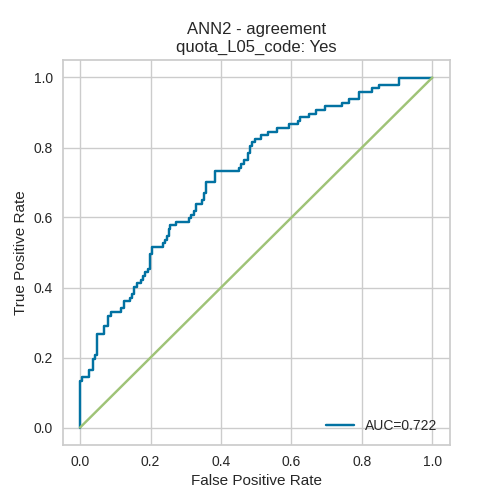 ANN2 - agreement
quota_L05_code: Yes
True Positive Rate
1.0
0.8
0.6
0.4
0.2
0.0
AUC=0.722
0.0 0.2 0.4 0.6 0.8 1.0
False Positive Rate